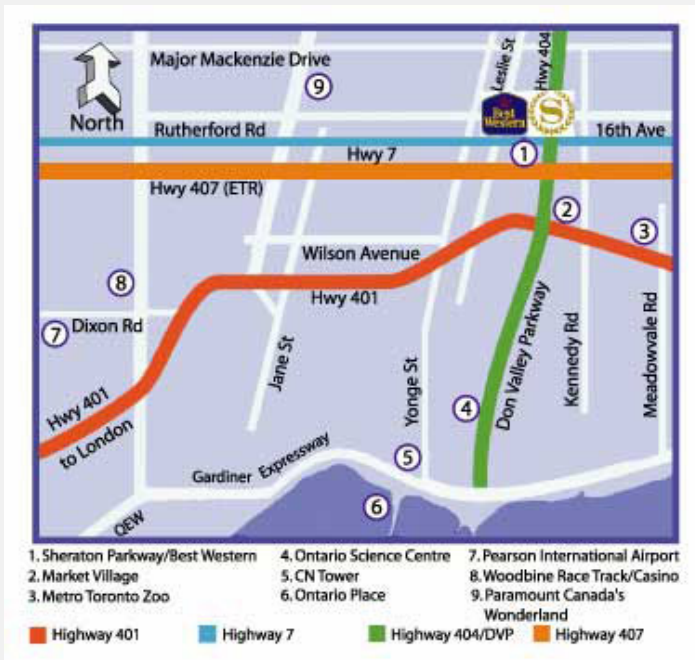 Major Mackenzie Drive
Leslie St
Hwy 404
9
North
Best
Western
S
Rutherford Rd
16th Ave
Hwy 7
1
Hwy 407 (ETR)
2
3
Wilson Avenue
8
Hwy 401
7
Dixon Rd
Jane St
Yonge St
Don Valley Parkway
Kennedy Rd
Meadowvale Rd
4
Hwy 401
to London
Gardiner Expressway
5
6
QEW
1. Sheraton Parkway/Best Western
2. Market Village
3. Metro Toronto Zoo
4. Ontario Science Centre
5. CN Tower
6. Ontario Place
7. Pearson International Airport
8. Woodbine Race Track/Casino
9. Paramount Canada's
Wonderland
Highway 401
Highway 7
Highway 404/DVP
Highway 407